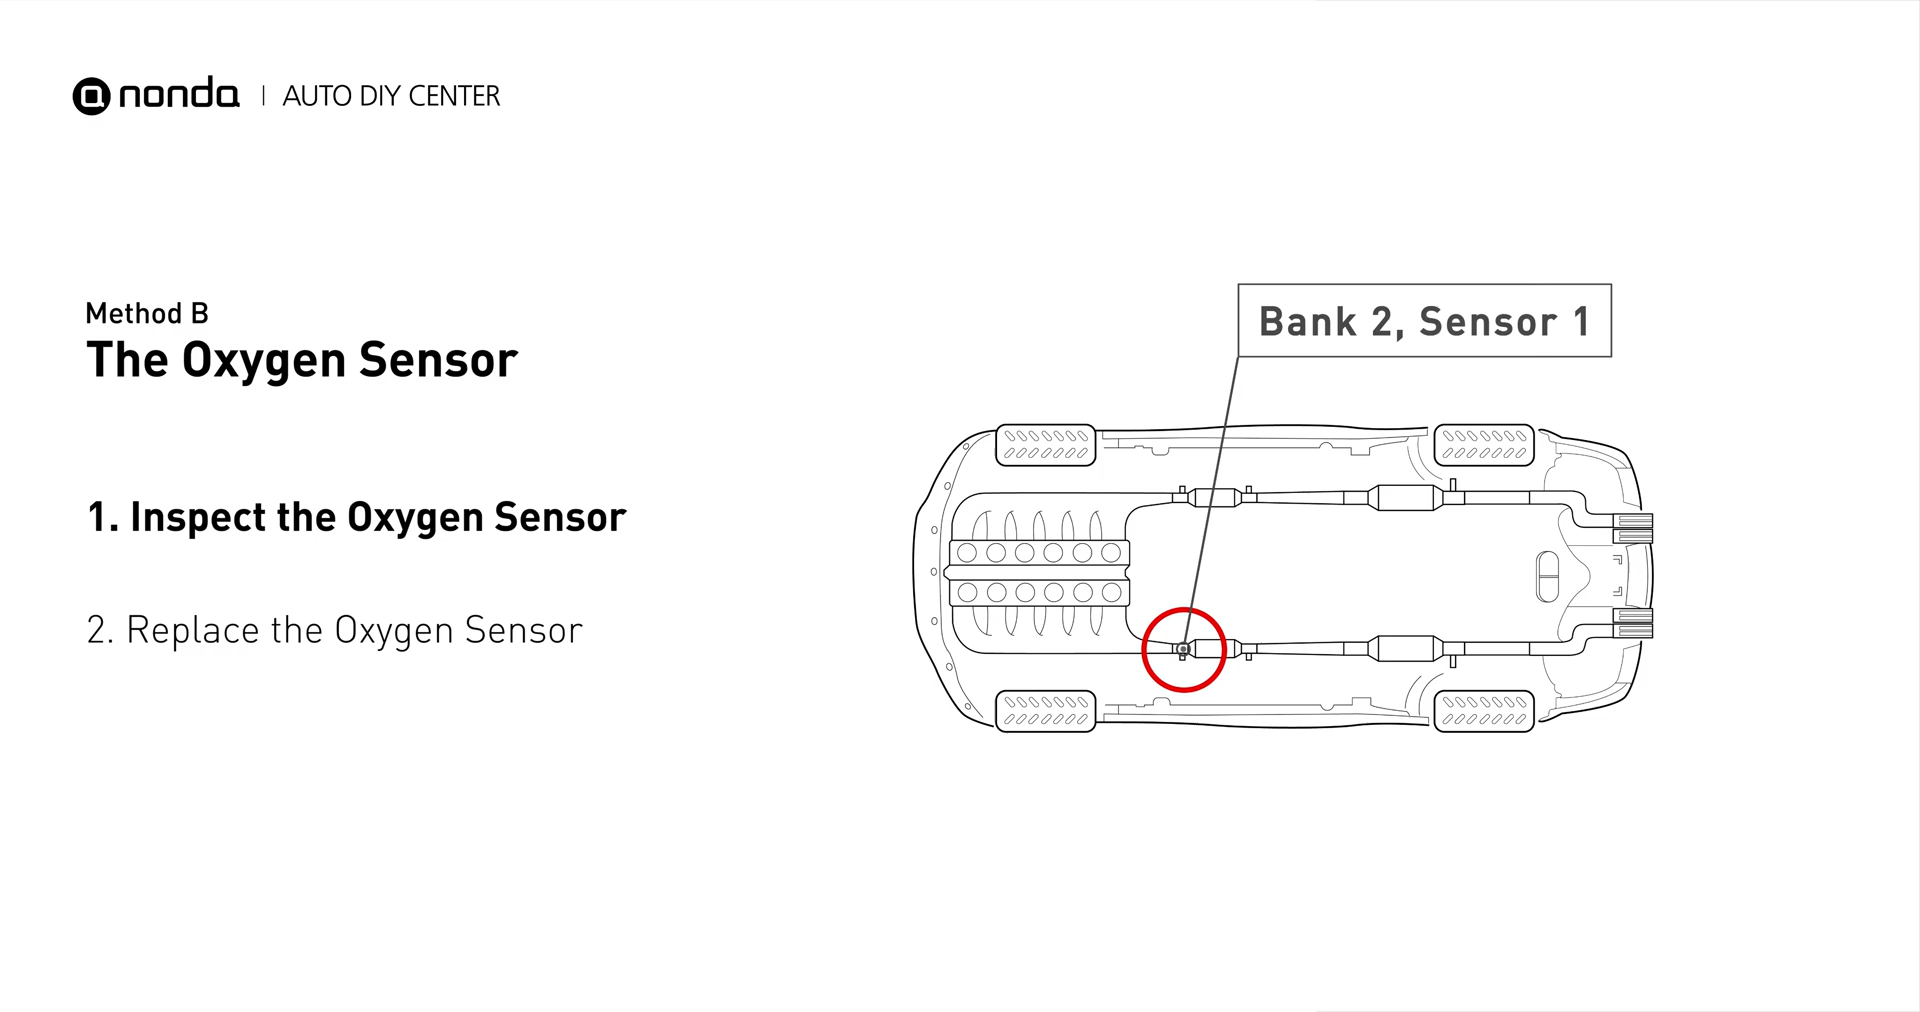 nonda | AUTO DIY CENTER
Method B
The Oxygen Sensor
Bank 2, Sensor 1
1. Inspect the Oxygen Sensor
2. Replace the Oxygen Sensor